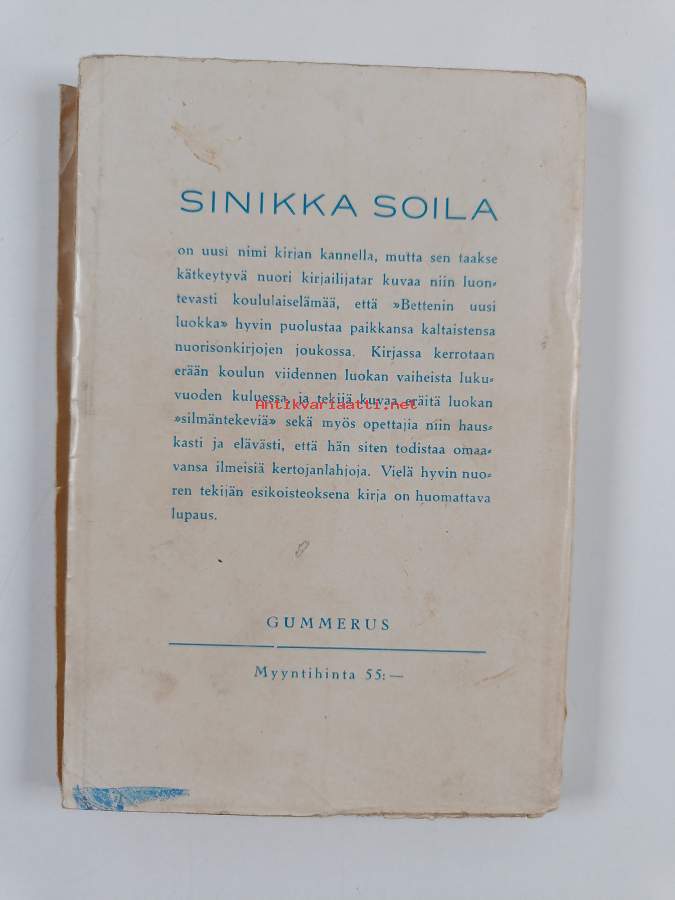 SINIKKA SOILA
on uusi nimi kirjan kannella, mutta sen taakse
kätkeytyvä nuori kirjailijatar kuvaa niin luon-
tevasti koululaiselämää, että »Bettenin uusi
luokka» hyvin puolustaa paikkansa kaltaistensa
nuorisonkirjojen joukossa. Kirjassa kerrotaan
erään koulun viidennen luokan vaiheista luku-
vuoden kuluessa, ja tekijä kuvaa eräitä luokan
Antikvariaatti.net
»silmäntekeviä» sekä myös opettajia niin haus-
kasti ja elävästi, että hän siten todistaa omaa-
vansa ilmeisiä kertojanlahjoja. Vielä hyvin nuo-
ren tekijän esikoisteoksena kirja on huomattava
lupaus.
GUMMERUS
Myyntihinta 55:—